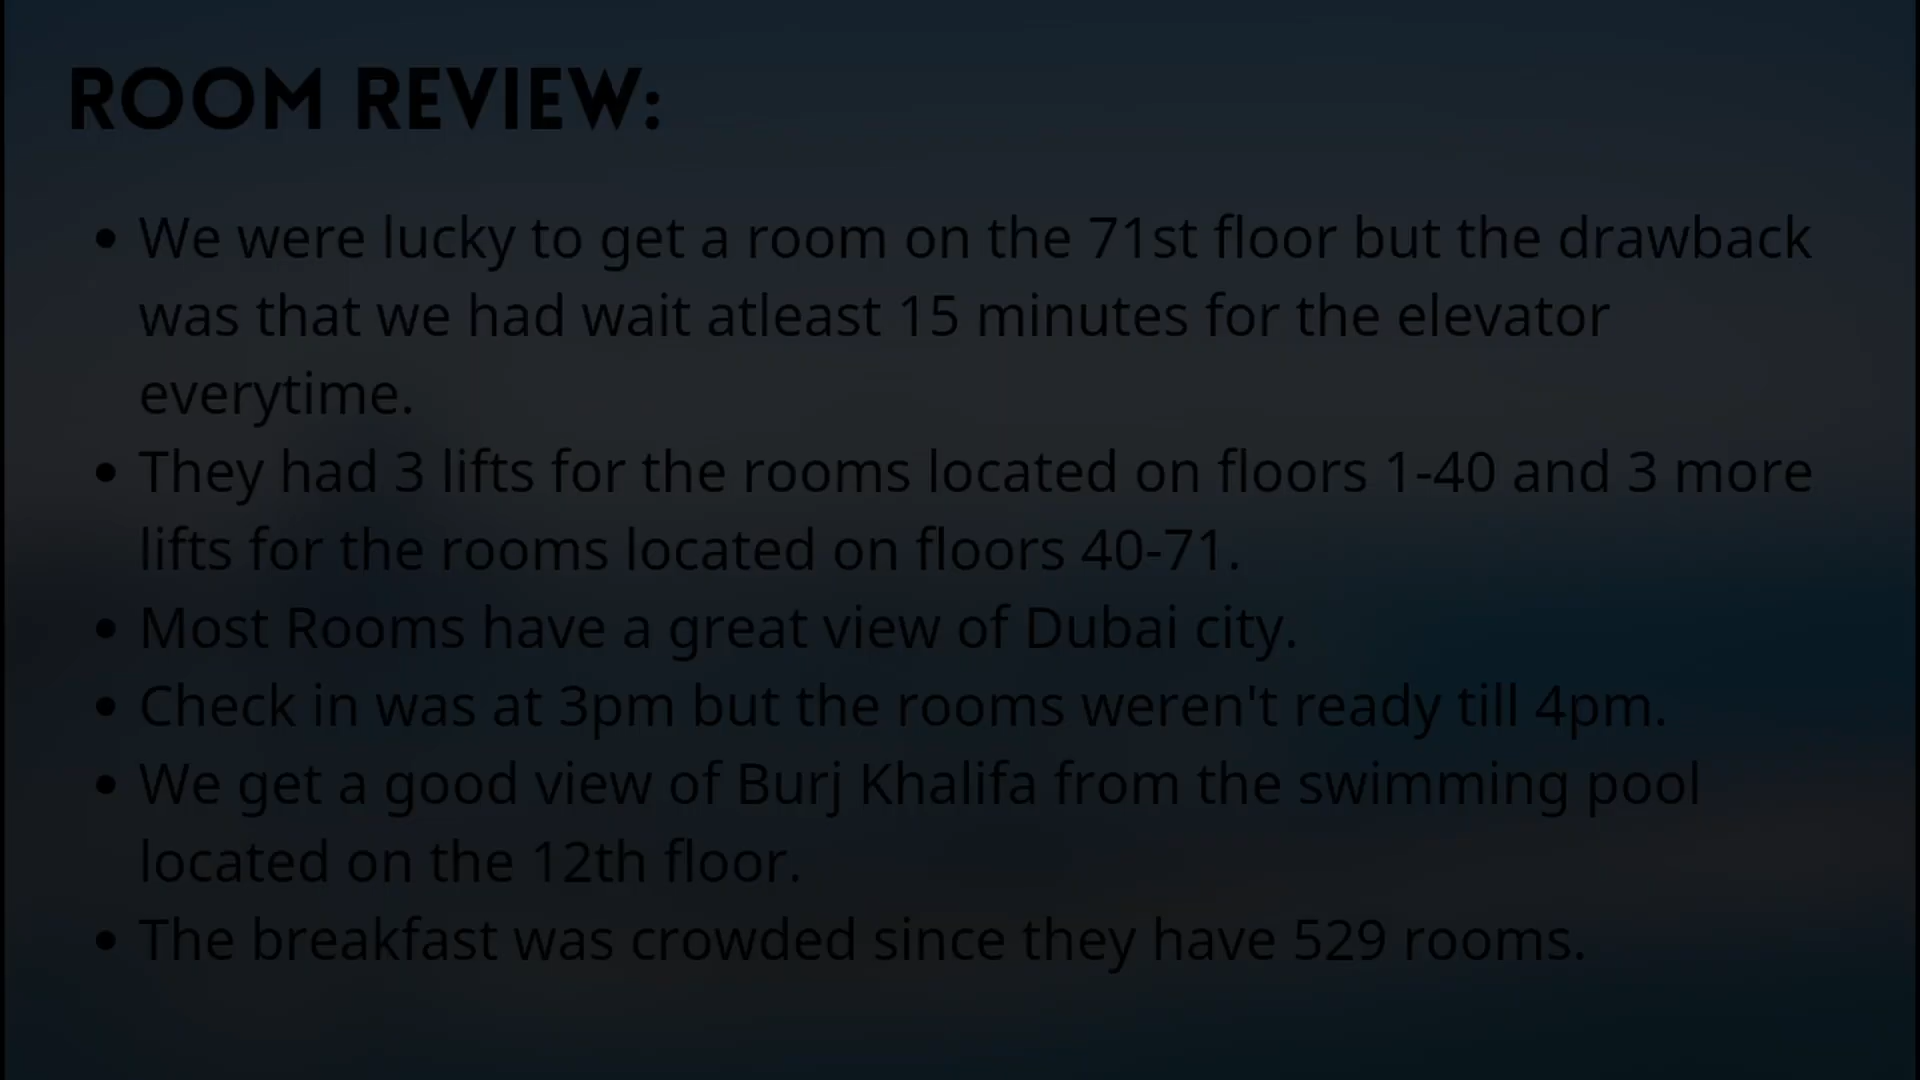 ROOM REVIEW:
• We were lucky to get a room on the 71st floor but the drawback
was that we had wait atleast 15 minutes for the elevator
everytime.
• They had 3 lifts for the rooms located on floors 1-40 and 3 more
lifts for the rooms located on floors 40-71.
• Most Rooms have a great view of Dubai city.
• Check in was at 3pm but the rooms weren't ready till 4pm.
• We get a good view of Burj Khalifa from the swimming pool
located on the 12th floor.
• The breakfast was crowded since they have 529 rooms.